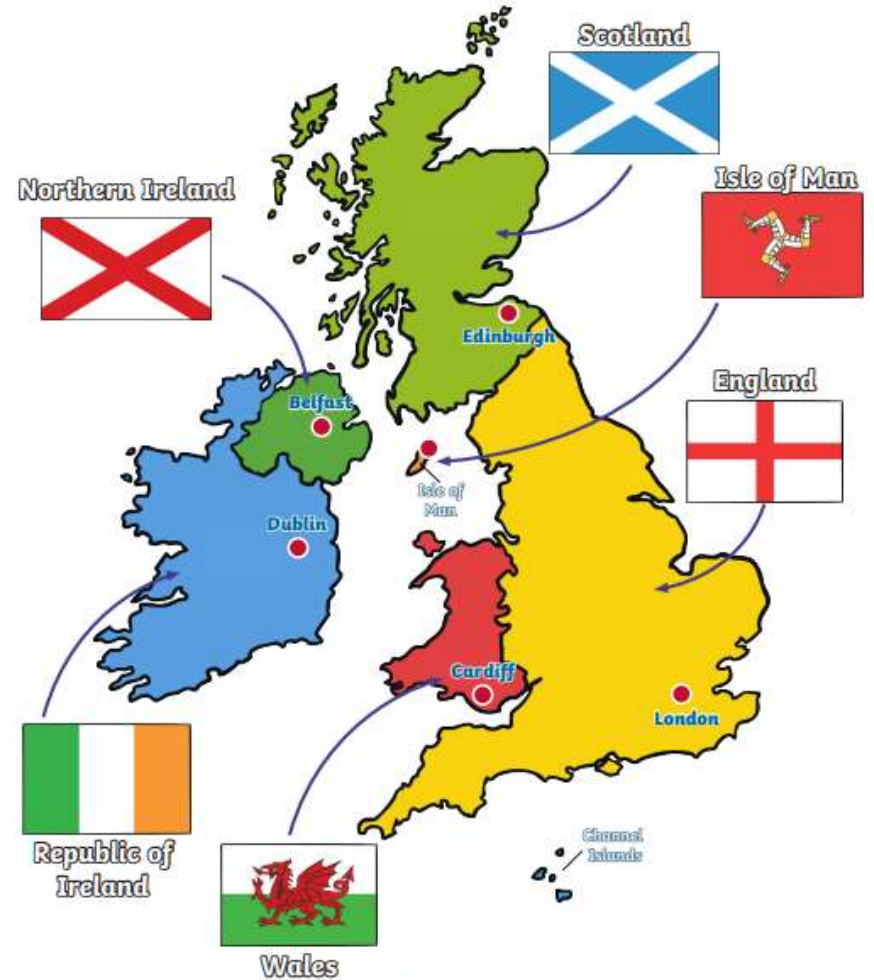 Scotland
Isle of Man
Northern Ireland
Edinburgh
England
Belfast
Isle of
Man
Dublin
Cardiff
London
Channel
Islands
Republic of
Ireland
Wales